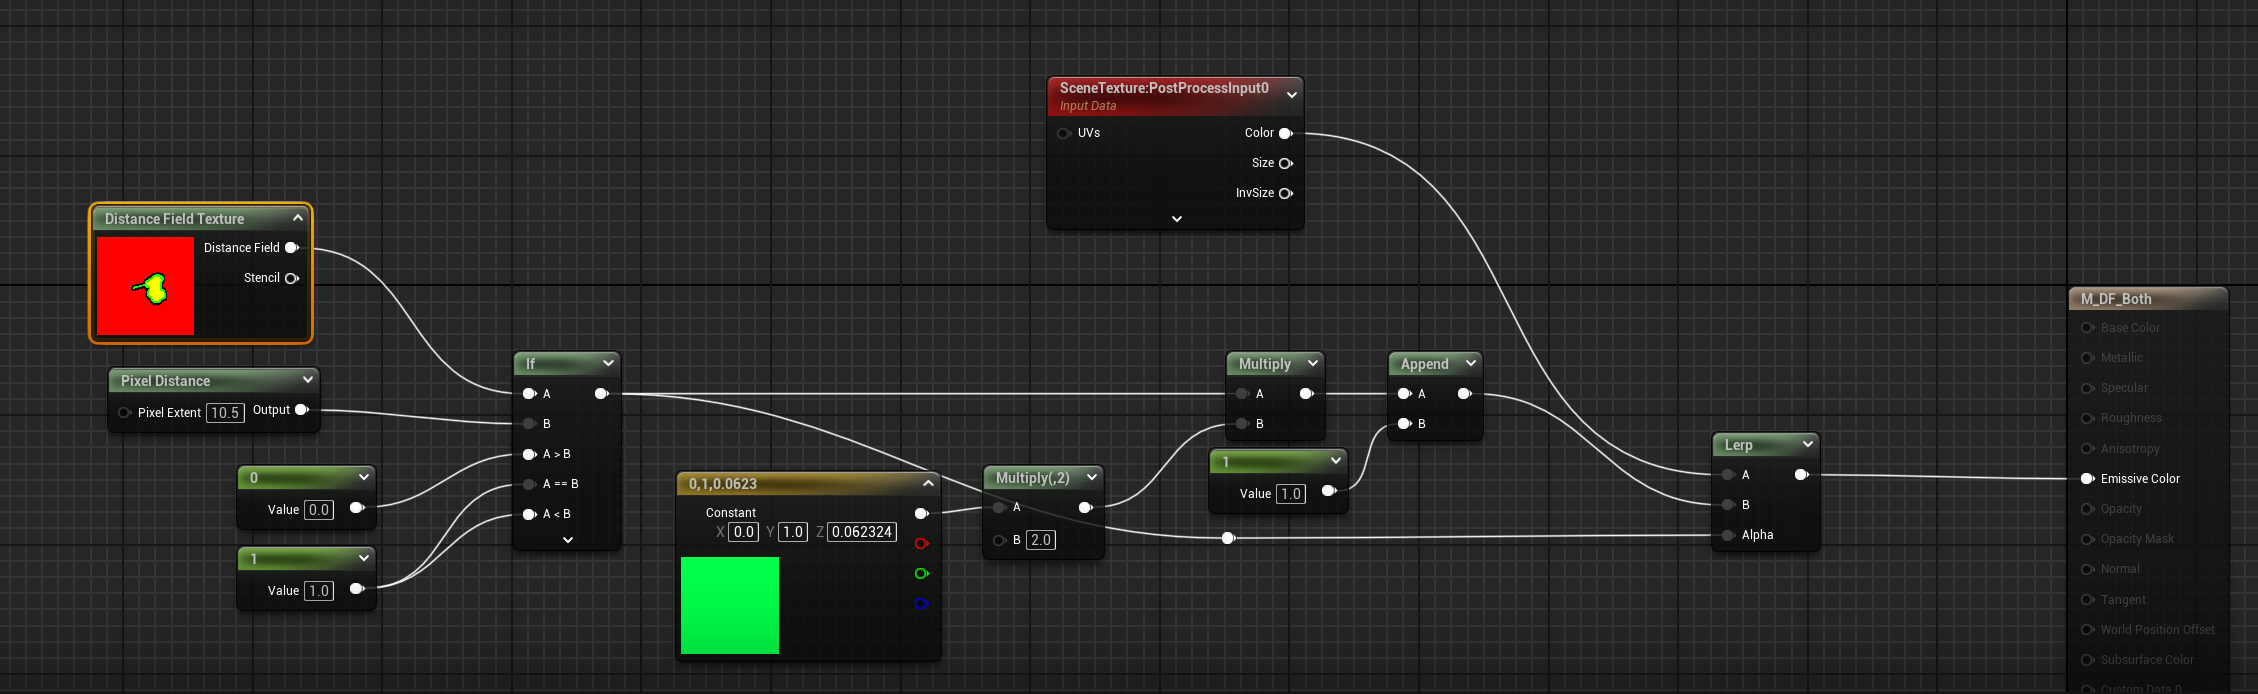 SceneTexture:PostProcessInput0
Input Data
UVs
Color
Size
InvSize
Distance Field Texture
Distance Field
Stencil
Pixel Distance
Pixel Extent 10.5 Output
0
Value 0.0
1
Value 1.0
If
A
B
A > B
A == B
A < B
0,1,0.0623
Constant
X 0.0 Y 1.0 Z 0.062324
Multiply(,2)
A
B 2.0
Multiply
A
B
1
Value 1.0
Append
A
B
Lerp
A
B
Alpha
M_DF_Both
Base Color
Metallic
Specular
Roughness
Anisotropy
Emissive Color
Opacity
Opacity Mask
Normal
Tangent
World Position Offset
Subsurface Color
Custom Data 0